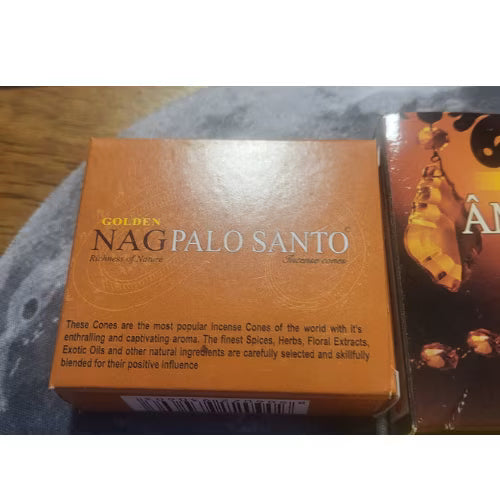 GOLDEN
NAG PALO SANTO
Richness of Nature
Incense cones
These Cones are the most popular Incense Cones of the world with it's
enthralling and captivating aroma. The finest Spices, Herbs, Floral Extracts,
Exotic Oils and other natural ingredients are carefully selected and skillfully
blended for their positive influence